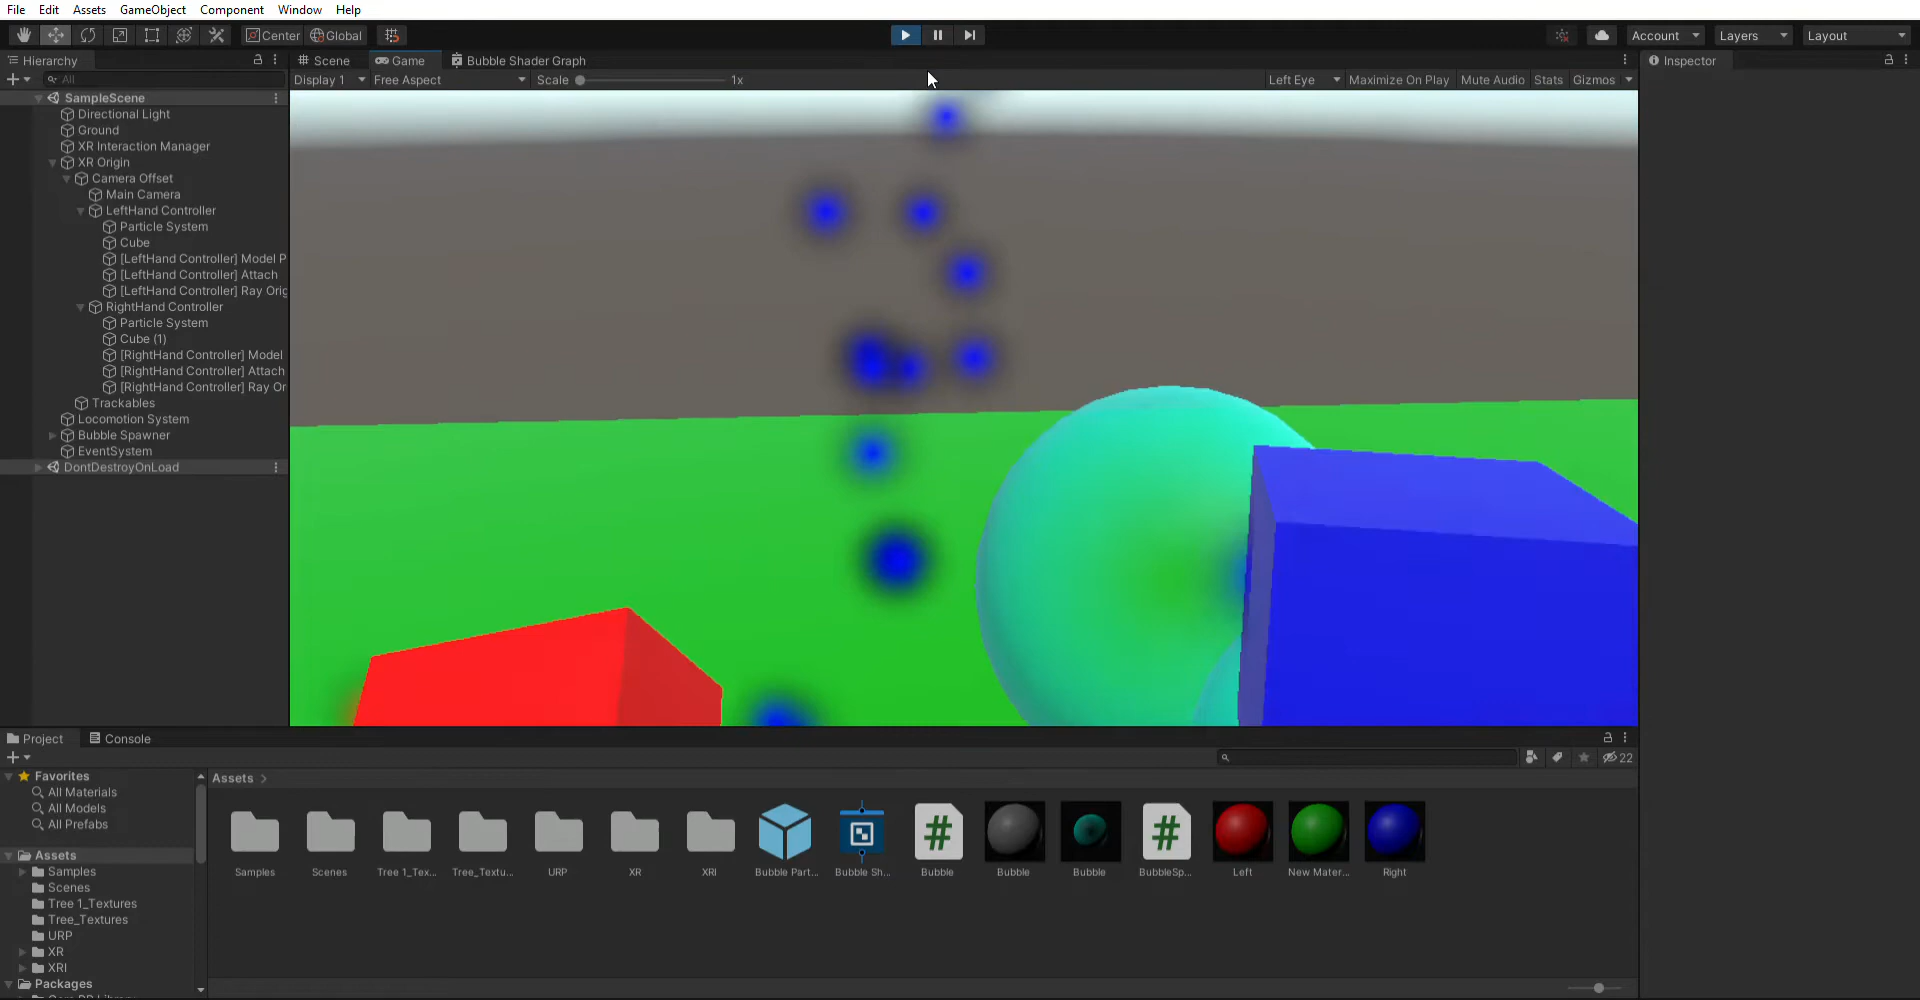 File Edit Assets GameObject Component Window Help
Center Global Account Layers Layout
Hierarchy Scene Game Bubble Shader Graph Inspector
All Display 1 Free Aspect Scale 1x Left Eye Maximize On Play Mute Audio Stats Gizmos
SampleScene
Directional Light
Ground
XR Interaction Manager
XR Origin
Camera Offset
Main Camera
LeftHand Controller
Particle System
Cube
[LeftHand Controller] Model P
[LeftHand Controller] Attach
[LeftHand Controller] Ray Orig
RightHand Controller
Particle System
Cube (1)
[RightHand Controller] Model
[RightHand Controller] Attach
[RightHand Controller] Ray Or
Trackables
Locomotion System
Bubble Spawner
EventSystem
DontDestroyOnLoad
Project Console
22
Favorites
All Materials
All Models
All Prefabs
Assets
Samples
Scenes
Tree 1_Textures
Tree_Textures
URP
XR
XRI
Packages
Assets >
Samples Scenes Tree 1_Tex... Tree_Textu... URP XR XRI Bubble Part... Bubble Sh... Bubble Bubble Bubble BubbleSp... Left New Mater... Right